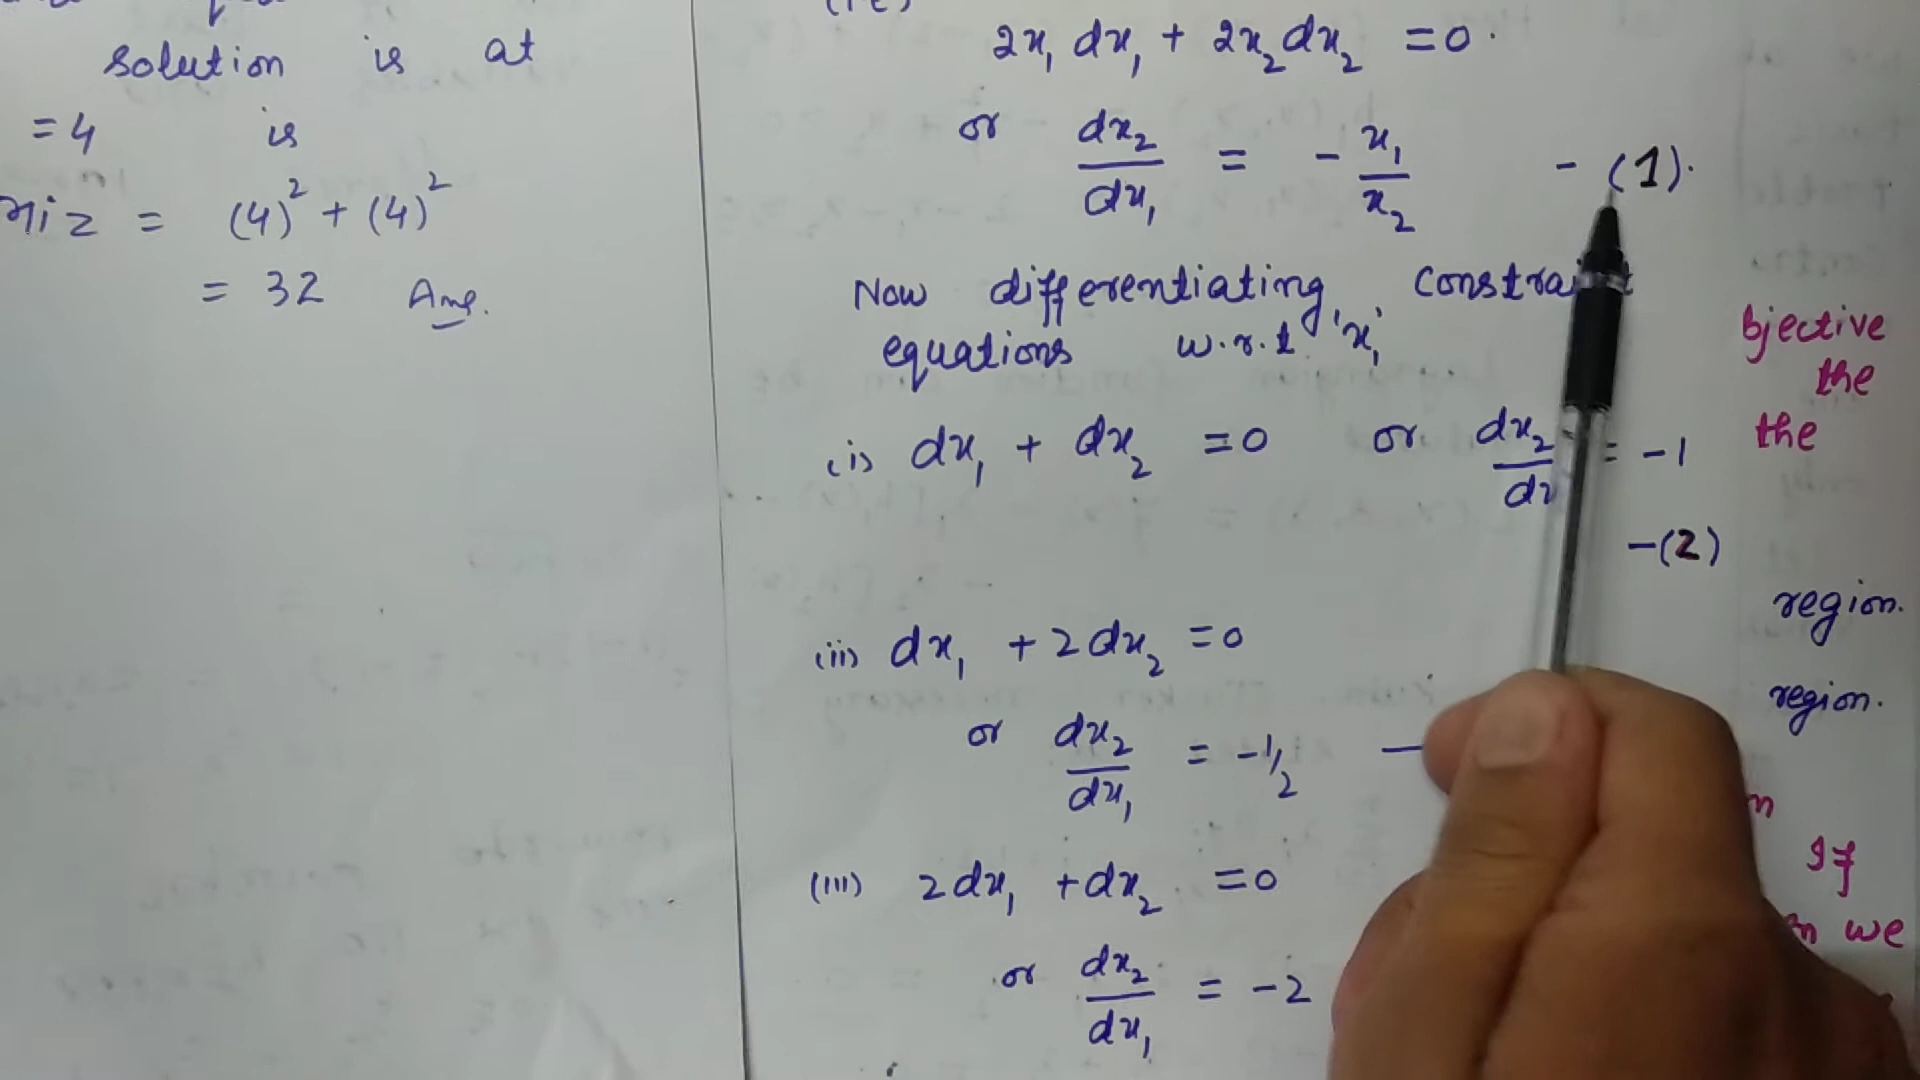 solution is at
= 4 is
= (4)² + (4)²
= 32 Ans.
2x₁ dx₁ + 2x₂ dx₂ = 0.
or dx₂/dx₁ = - x₁/x₂ - (1).
Now differentiating
equations w.r.t 'x₁'
(i) dx₁ + dx₂ = 0 or dx₂ = -1
-(2)
(ii) dx₁ + 2dx₂ = 0
or dx₂/dx₁ = -1/2 -
(iii) 2dx₁ + dx₂ = 0
or dx₂/dx₁ = -2
bjective
the
the
region.
region.
If
we